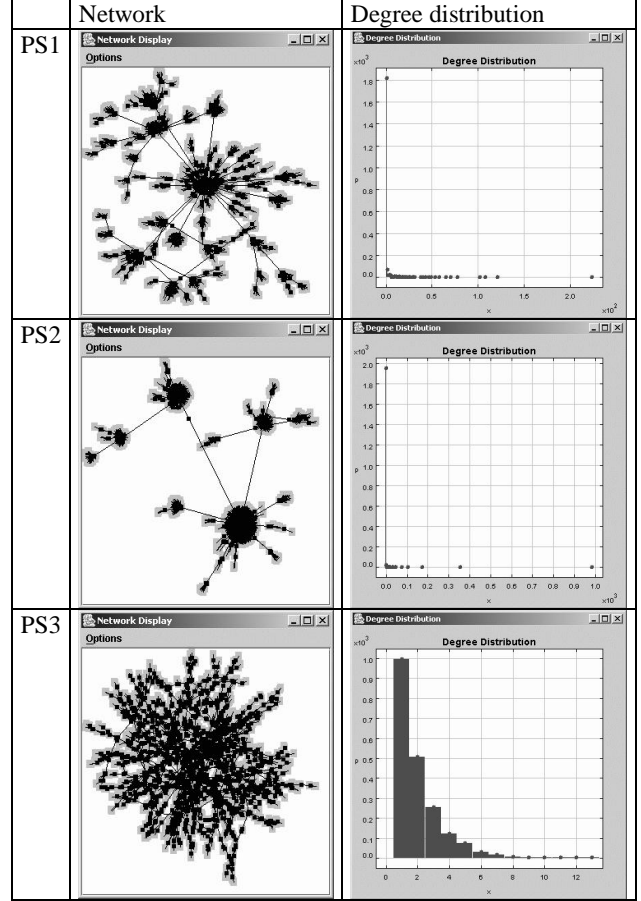 Network Degree distribution
PS1
Network Display
Options
Degree Distribution
Degree Distribution
×10³
1.8
1.6
1.4
1.2
1.0
0.8
0.6
0.4
0.2
0.0
p
0.0 0.5 1.0 1.5 2.0
x
×10²
PS2
Network Display
Options
Degree Distribution
Degree Distribution
×10³
2.0
1.8
1.6
1.4
1.2
1.0
0.8
0.6
0.4
0.2
0.0
p
0.0 0.1 0.2 0.3 0.4 0.5 0.6 0.7 0.8 0.9 1.0
x
×10³
PS3
Network Display
Options
Degree Distribution
Degree Distribution
×10³
1.0
0.9
0.8
0.7
0.6
0.5
0.4
0.3
0.2
0.1
0.0
p
0 2 4 6 8 10 12
x